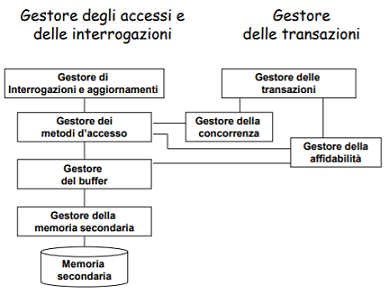 Gestore degli accessi e
delle interrogazioni
Gestore
delle transazioni
Gestore di
Interrogazioni e aggiornamenti
Gestore delle
transazioni
Gestore dei
metodi d'accesso
Gestore della
concorrenza
Gestore della
affidabilità
Gestore
del buffer
Gestore della
memoria secondaria
Memoria
secondaria